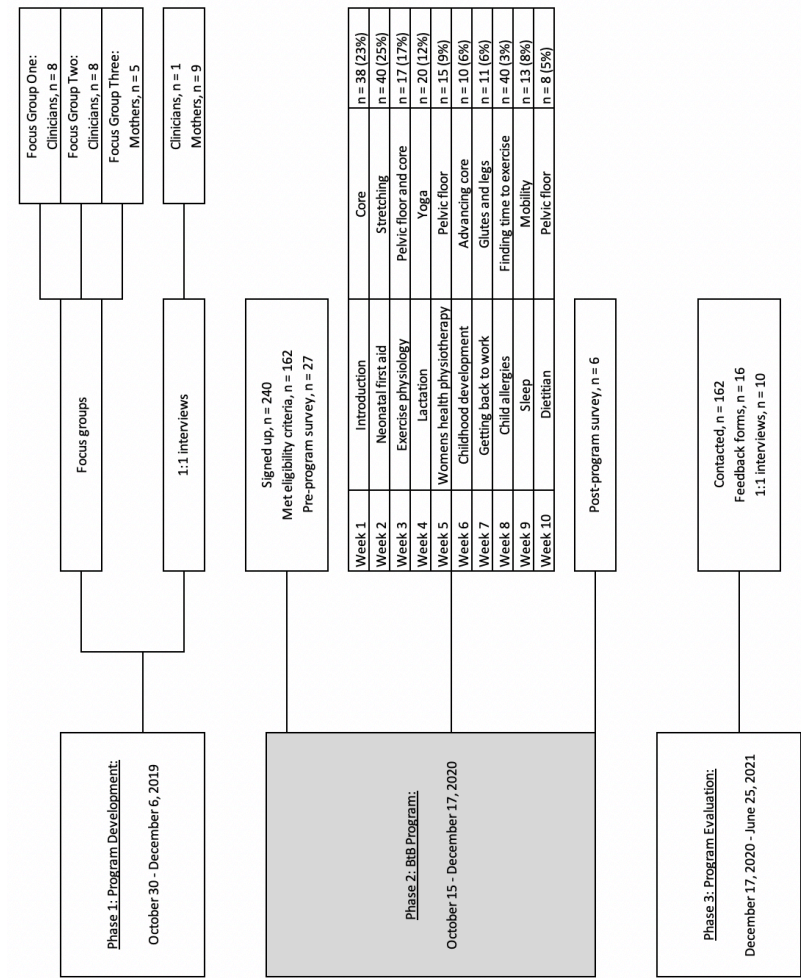 Phase 1: Program Development:
October 30 - December 6, 2019
Focus groups
Focus Group One:
Clinicians, n = 8
Focus Group Two:
Clinicians, n = 8
Focus Group Three:
Mothers, n = 5
1:1 interviews
Clinicians, n = 1
Mothers, n = 9
Phase 2: BtB Program:
October 15 - December 17, 2020
Signed up, n = 240
Met eligibility criteria, n = 162
Pre-program survey, n = 27
Week 1 Introduction Core n = 38 (23%)
Week 2 Neonatal first aid Stretching n = 40 (25%)
Week 3 Exercise physiology Pelvic floor and core n = 17 (17%)
Week 4 Lactation Yoga n = 20 (12%)
Week 5 Womens health physiotherapy Pelvic floor n = 15 (9%)
Week 6 Childhood development Advancing core n = 10 (6%)
Week 7 Getting back to work Glutes and legs n = 11 (6%)
Week 8 Child allergies Finding time to exercise n = 40 (3%)
Week 9 Sleep Mobility n = 13 (8%)
Week 10 Dietitian Pelvic floor n = 8 (5%)
Post-program survey, n = 6
Phase 3: Program Evaluation:
December 17, 2020 - June 25, 2021
Contacted, n = 162
Feedback forms, n = 16
1:1 interviews, n = 10